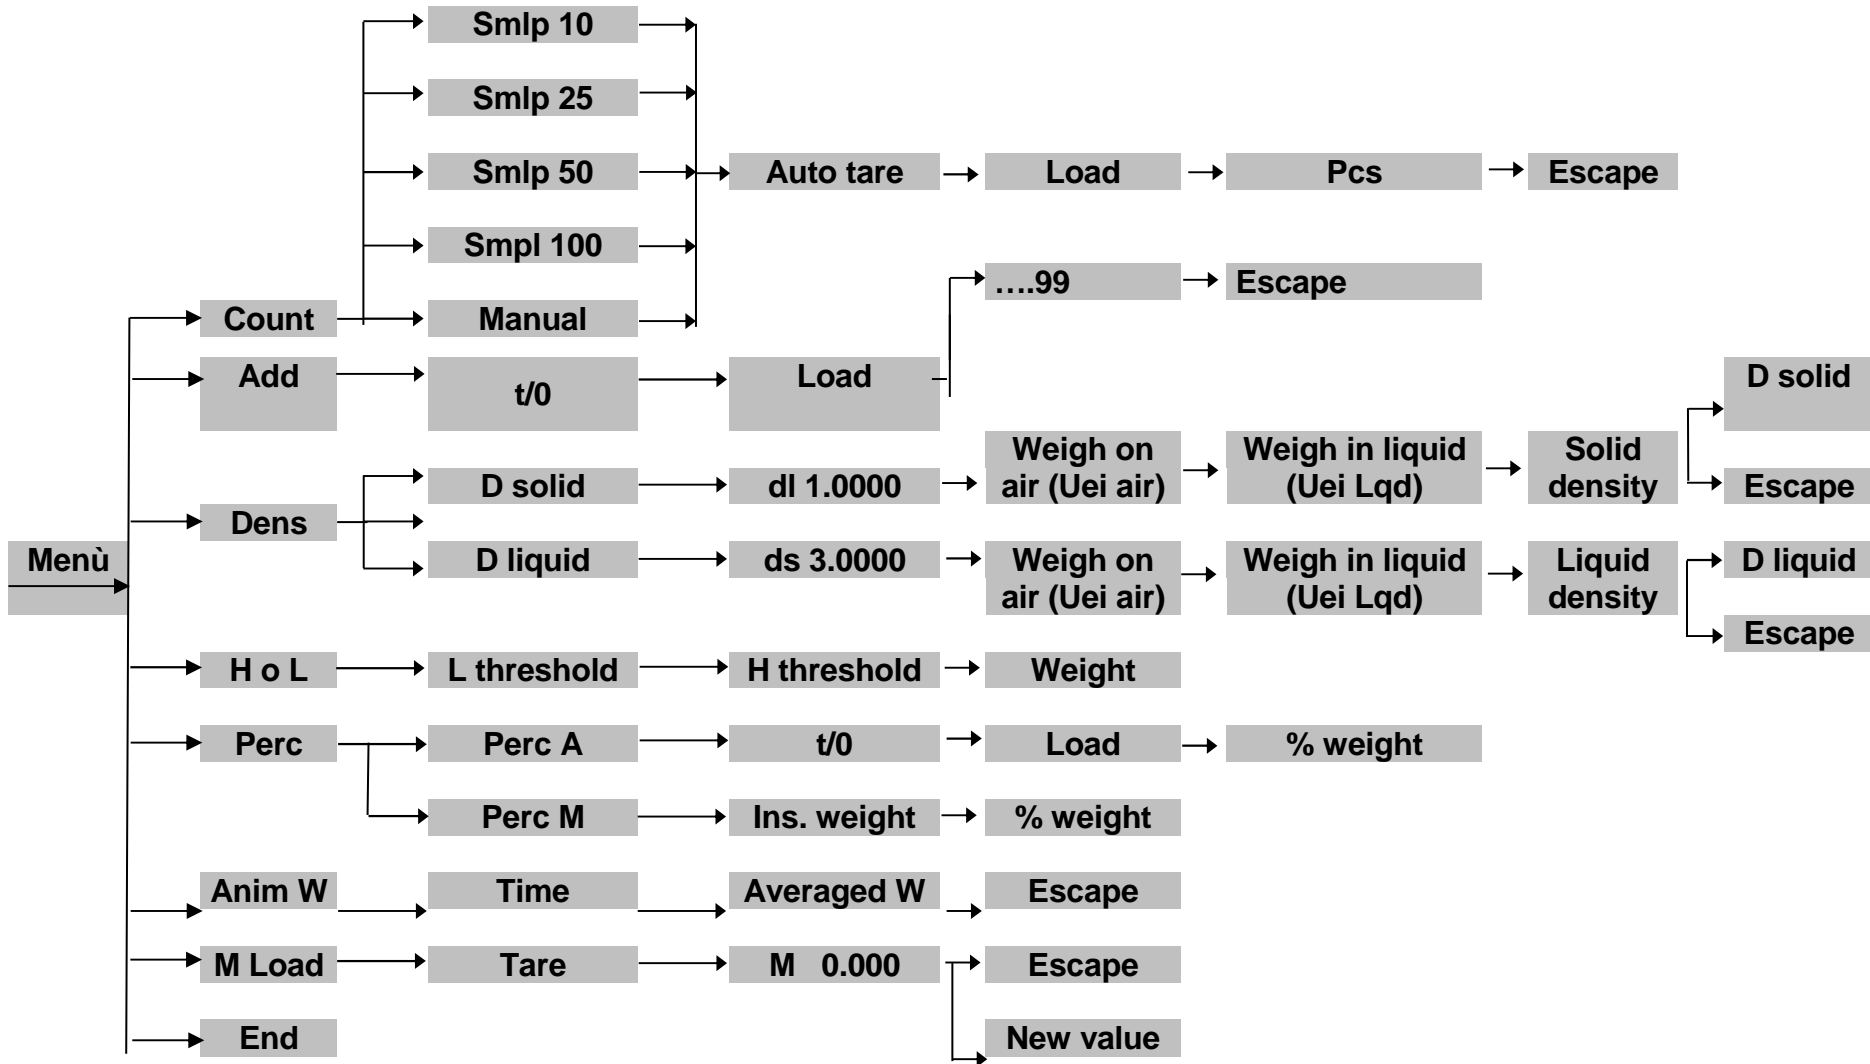 Smlp 10
Smlp 25
Smlp 50
Auto tare
Load
Pcs
Escape
Smpl 100
….99
Escape
Count
Manual
Add
t/0
Load
D solid
Dens
D solid
dl 1.0000
Weigh on
air (Uei air)
Weigh in liquid
(Uei Lqd)
Solid
density
Escape
Menù
D liquid
ds 3.0000
Weigh on
air (Uei air)
Weigh in liquid
(Uei Lqd)
Liquid
density
D liquid
Escape
H o L
L threshold
H threshold
Weight
Perc
Perc A
t/0
Load
% weight
Perc M
Ins. weight
% weight
Anim W
Time
Averaged W
Escape
M Load
Tare
M 0.000
Escape
End
New value